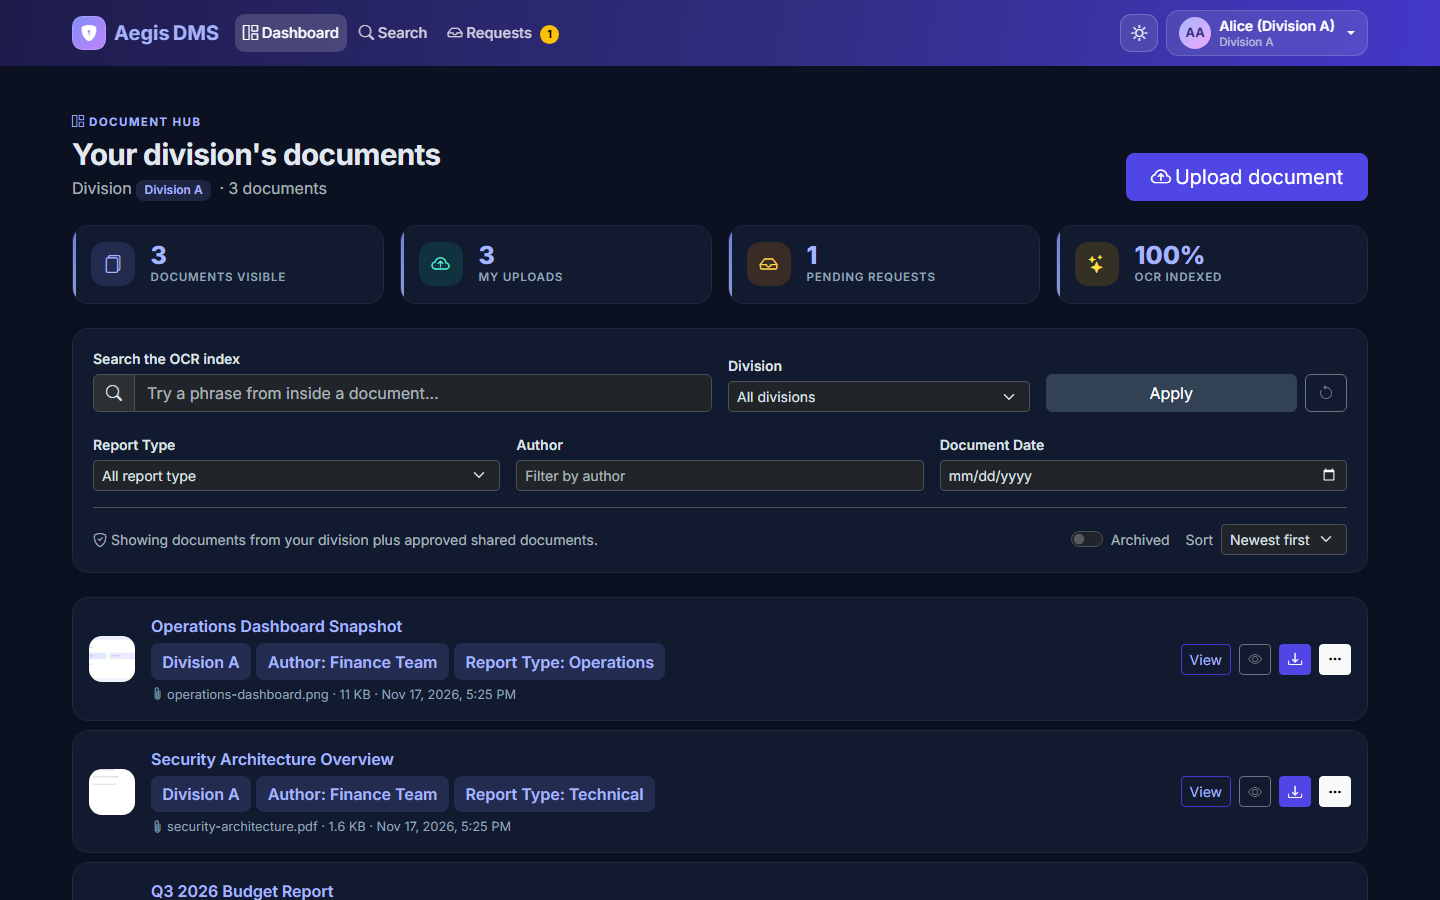 Aegis DMS
Dashboard
Search
Requests 1
AA
Alice (Division A)
Division A
DOCUMENT HUB
Your division's documents
Division Division A · 3 documents
Upload document
3
DOCUMENTS VISIBLE
3
MY UPLOADS
1
PENDING REQUESTS
100%
OCR INDEXED
Search the OCR index
Try a phrase from inside a document...
Division
All divisions
Apply
Report Type
All report type
Author
Filter by author
Document Date
mm/dd/yyyy
Showing documents from your division plus approved shared documents.
Archived
Sort
Newest first
Operations Dashboard Snapshot
Division A
Author: Finance Team
Report Type: Operations
operations-dashboard.png · 11 KB · Nov 17, 2026, 5:25 PM
View
Security Architecture Overview
Division A
Author: Finance Team
Report Type: Technical
security-architecture.pdf · 1.6 KB · Nov 17, 2026, 5:25 PM
View
Q3 2026 Budget Report